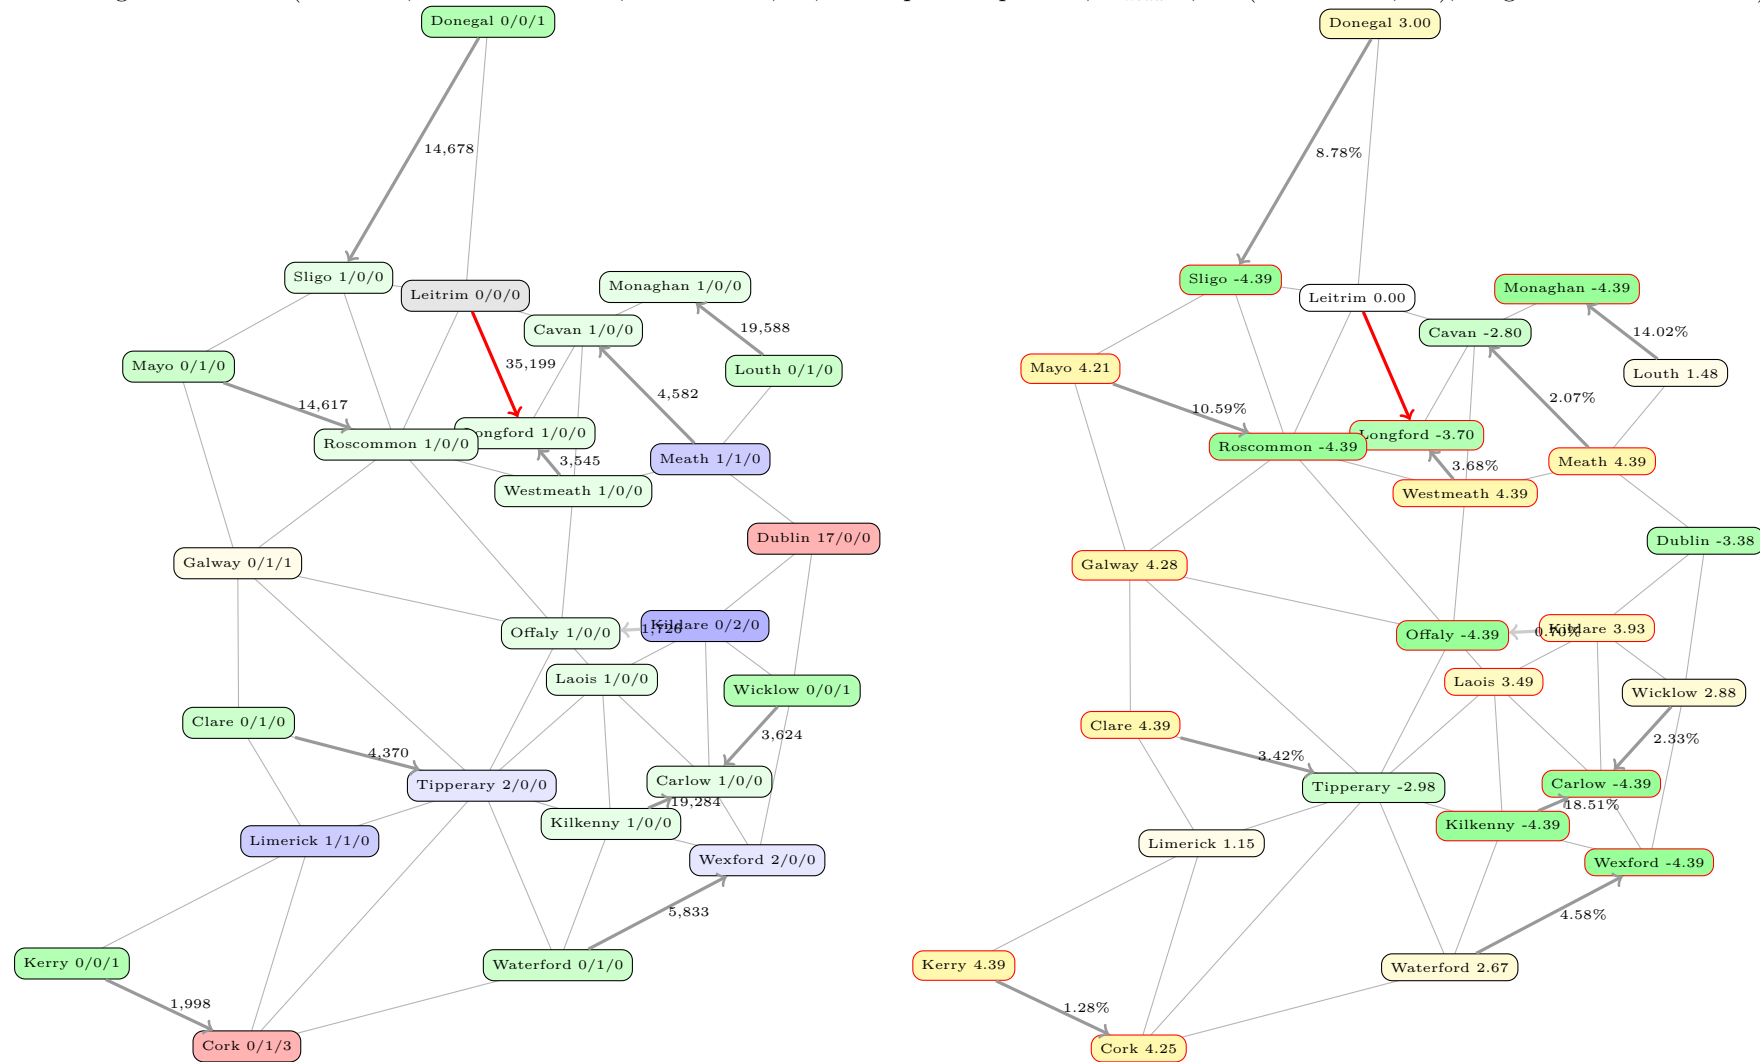 Donegal 0/0/1
14,678
Sligo 1/0/0
Leitrim 0/0/0
Monaghan 1/0/0
Cavan 1/0/0
19,588
Mayo 0/1/0
35,199
Louth 0/1/0
4,582
14,617
Longford 1/0/0
Roscommon 1/0/0
3,545
Meath 1/1/0
Westmeath 1/0/0
Dublin 17/0/0
Galway 0/1/1
Offaly 1/0/0
1,726
Kildare 0/2/0
Laois 1/0/0
Wicklow 0/0/1
Clare 0/1/0
4,370
3,624
Tipperary 2/0/0
Carlow 1/0/0
19,284
Kilkenny 1/0/0
Limerick 1/1/0
Wexford 2/0/0
5,833
Kerry 0/0/1
Waterford 0/1/0
1,998
Cork 0/1/3
Donegal 3.00
8.78%
Sligo -4.39
Leitrim 0.00
Monaghan -4.39
Cavan -2.80
14.02%
Mayo 4.21
Louth 1.48
2.07%
10.59%
Longford -3.70
Roscommon -4.39
3.68%
Meath 4.39
Westmeath 4.39
Dublin -3.38
Galway 4.28
Offaly -4.39
0.70%
Kildare 3.93
Laois 3.49
Wicklow 2.88
Clare 4.39
3.42%
2.33%
Tipperary -2.98
Carlow -4.39
18.51%
Kilkenny -4.39
Limerick 1.15
Wexford -4.39
4.58%
Kerry 4.39
Waterford 2.67
1.28%
Cork 4.25